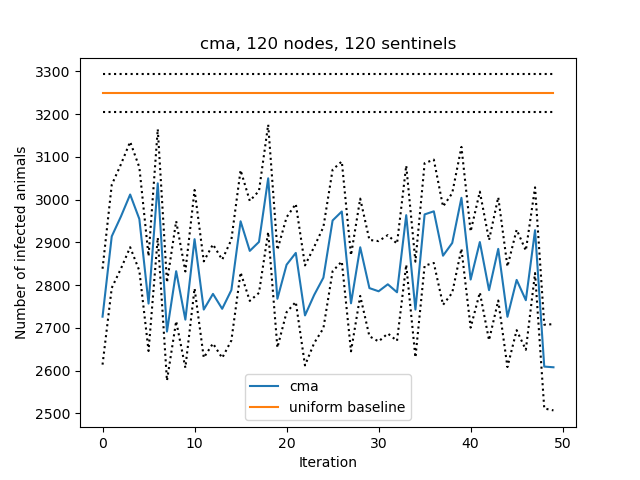 cma, 120 nodes, 120 sentinels
3300
3200
3100
3000
2900
2800
2700
2600
2500
Number of infected animals
cma
uniform baseline
0 10 20 30 40 50
Iteration